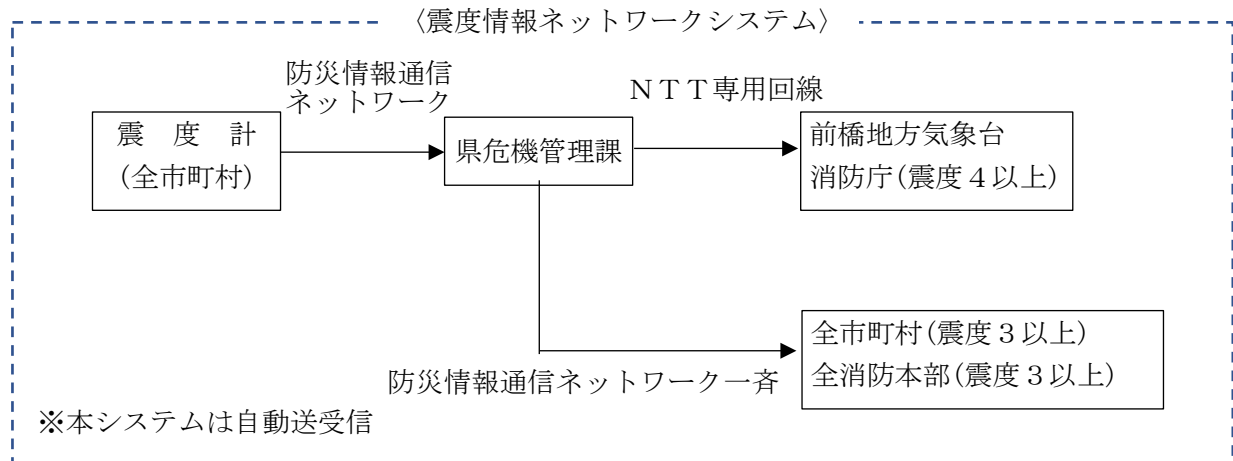 〈震度情報ネットワークシステム〉
防災情報通信
ネットワーク
ＮＴＴ専用回線
震　度　計
(全市町村)
県危機管理課
前橋地方気象台
消防庁(震度４以上)
全市町村(震度３以上)
全消防本部(震度３以上)
防災情報通信ネットワーク一斉
※本システムは自動送受信